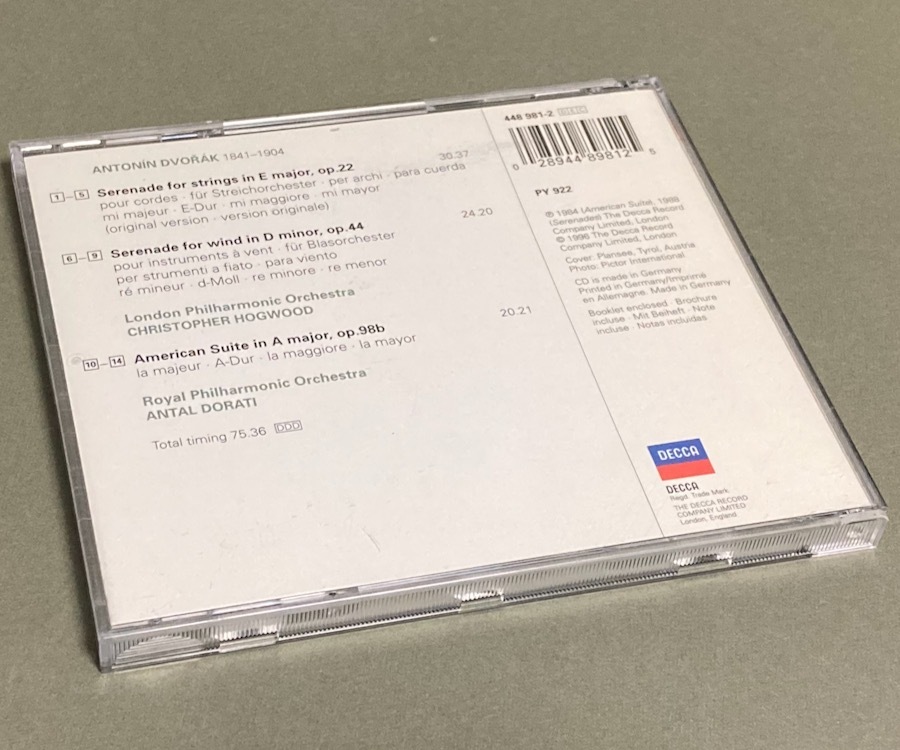 ANTONÍN DVOŘÁK 1841–1904
1–5 Serenade for strings in E major, op.22 30.37
pour cordes · für Streichorchester · per archi · para cuerda
mi majeur · E-Dur · mi maggiore · mi mayor
(original version · version originale)
6–9 Serenade for wind in D minor, op.44 24.20
pour instruments à vent · für Blasorchester
per strumenti a fiato · para viento
ré mineur · d-Moll · re minore · re menor
London Philharmonic Orchestra
CHRISTOPHER HOGWOOD
10–14 American Suite in A major, op.98b 20.21
la majeur · A-Dur · la maggiore · la mayor
Royal Philharmonic Orchestra
ANTAL DORATI
Total timing 75.36 DDD
448 981-2
0 28944 89812 5
PY 922
℗ 1984 (American Suite), 1988
(Serenades) The Decca Record
Company Limited, London
© 1996 The Decca Record
Company Limited, London
Cover: Plansee, Tyrol, Austria
Photo: Pictor International
CD is made in Germany
Printed in Germany/Imprimé
en Allemagne. Made in Germany
Booklet enclosed · Brochure
incluse · Mit Beiheft · Note
incluse · Notas incluidas
DECCA
DECCA
Regd. Trade Mark
THE DECCA RECORD
COMPANY LIMITED
London, England